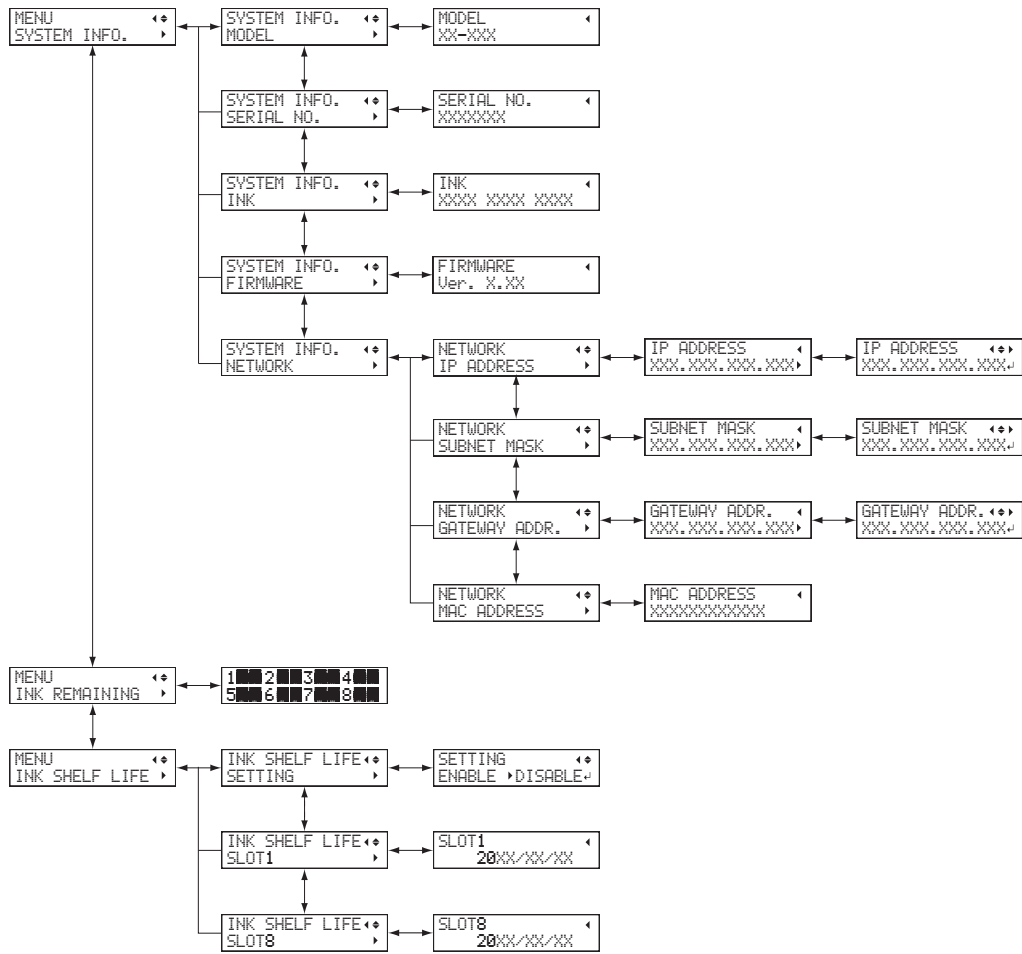 MENU
SYSTEM INFO.
SYSTEM INFO.
MODEL
MODEL
XX-XXX
SYSTEM INFO.
SERIAL NO.
SERIAL NO.
XXXXXXX
SYSTEM INFO.
INK
INK
XXXX XXXX XXXX
SYSTEM INFO.
FIRMWARE
FIRMWARE
Ver. X.XX
SYSTEM INFO.
NETWORK
NETWORK
IP ADDRESS
IP ADDRESS
XXX.XXX.XXX.XXX
IP ADDRESS
XXX.XXX.XXX.XXX
NETWORK
SUBNET MASK
SUBNET MASK
XXX.XXX.XXX.XXX
SUBNET MASK
XXX.XXX.XXX.XXX
NETWORK
GATEWAY ADDR.
GATEWAY ADDR.
XXX.XXX.XXX.XXX
GATEWAY ADDR.
XXX.XXX.XXX.XXX
NETWORK
MAC ADDRESS
MAC ADDRESS
XXXXXXXXXXXX
MENU
INK REMAINING
1 2 3 4
5 6 7 8
MENU
INK SHELF LIFE
INK SHELF LIFE
SETTING
SETTING
ENABLE DISABLE
INK SHELF LIFE
SLOT1
SLOT1
20XX/XX/XX
INK SHELF LIFE
SLOT8
SLOT8
20XX/XX/XX